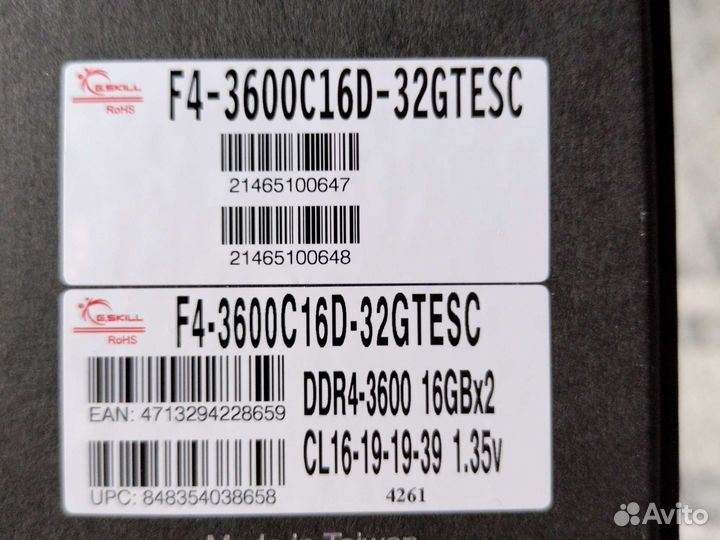 G.SKILL
RoHS
F4-3600C16D-32GTESC
21465100647
21465100648
G.SKILL
RoHS
F4-3600C16D-32GTESC
EAN: 4713294228659
DDR4-3600 16GBx2
CL16-19-19-39 1.35v
UPC: 848354038658
4261
Made In Taiwan
Avito